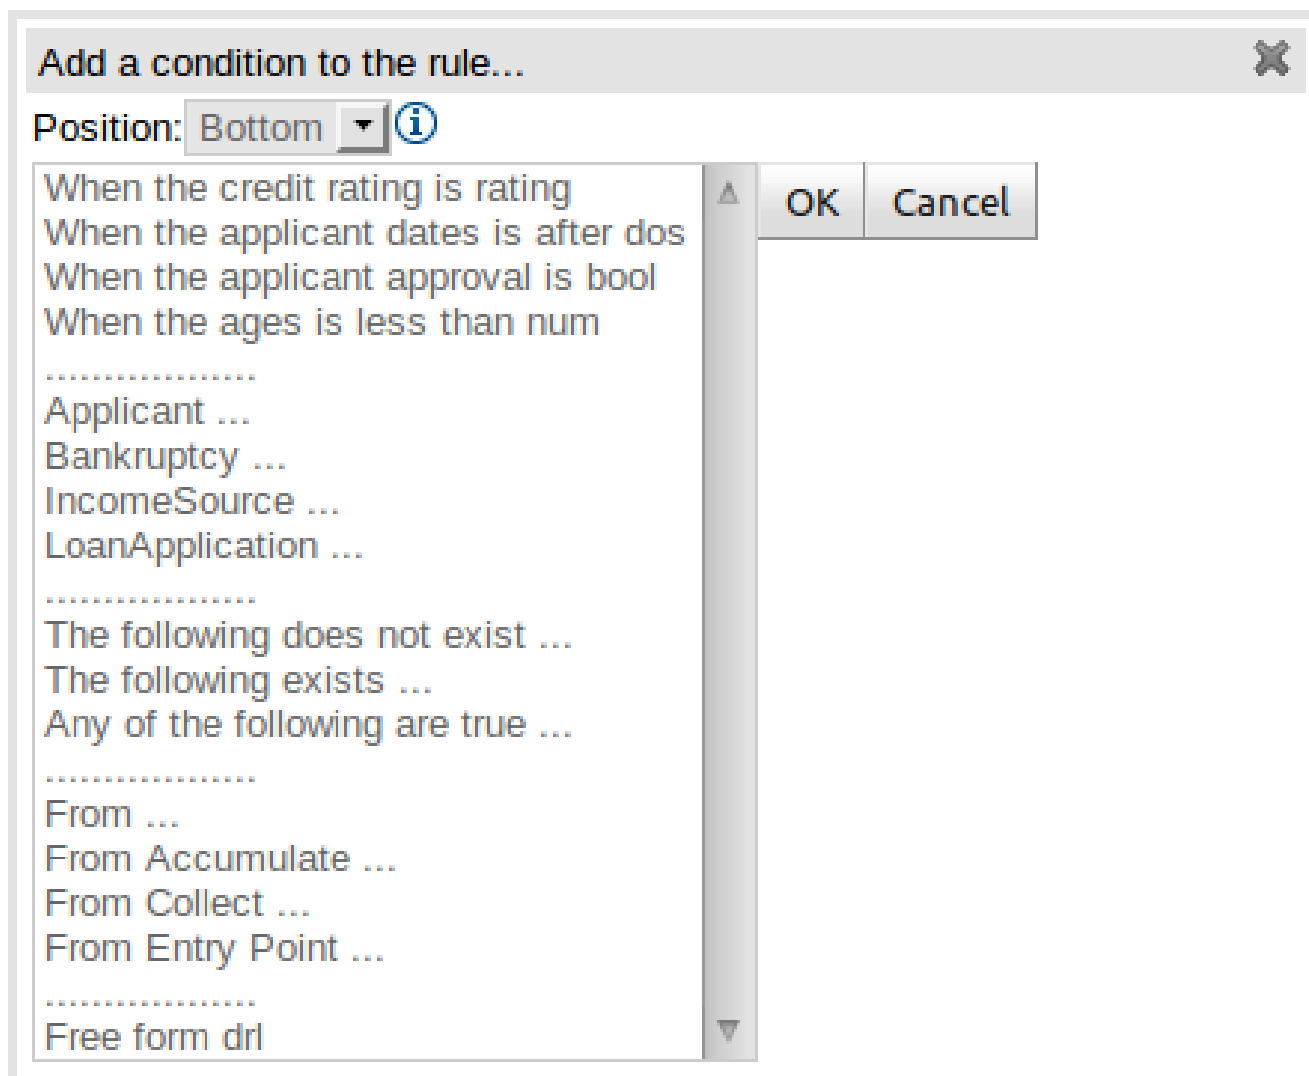 Add a condition to the rule...
Position: Bottom
When the credit rating is rating
When the applicant dates is after dos
When the applicant approval is bool
When the ages is less than num
..................
Applicant ...
Bankruptcy ...
IncomeSource ...
LoanApplication ...
..................
The following does not exist ...
The following exists ...
Any of the following are true ...
..................
From ...
From Accumulate ...
From Collect ...
From Entry Point ...
..................
Free form drl
OK Cancel